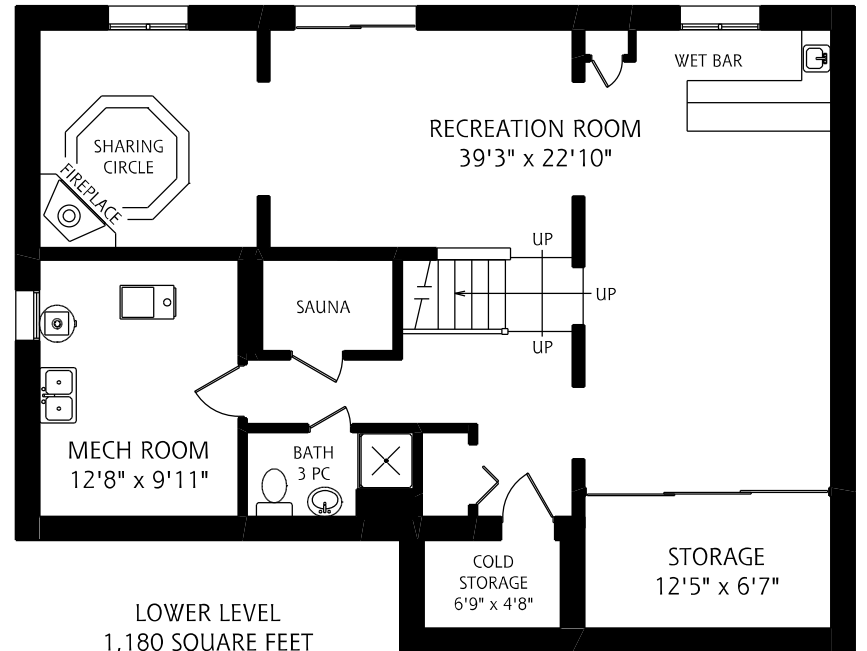 WET BAR
RECREATION ROOM
39'3" x 22'10"
SHARING
CIRCLE
FIREPLACE
UP
UP
UP
SAUNA
MECH ROOM
12'8" x 9'11"
BATH
3 PC
COLD
STORAGE
6'9" x 4'8"
STORAGE
12'5" x 6'7"
LOWER LEVEL
1,180 SQUARE FEET